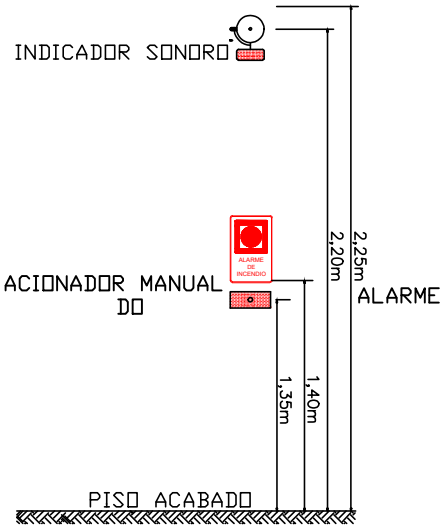 INDICADOR SONORO
2,25m
2,20m
ALARME
DE
INCENDIO
ACIONADOR MANUAL
DO
ALARME
1,40m
1,35m
PISO ACABADO